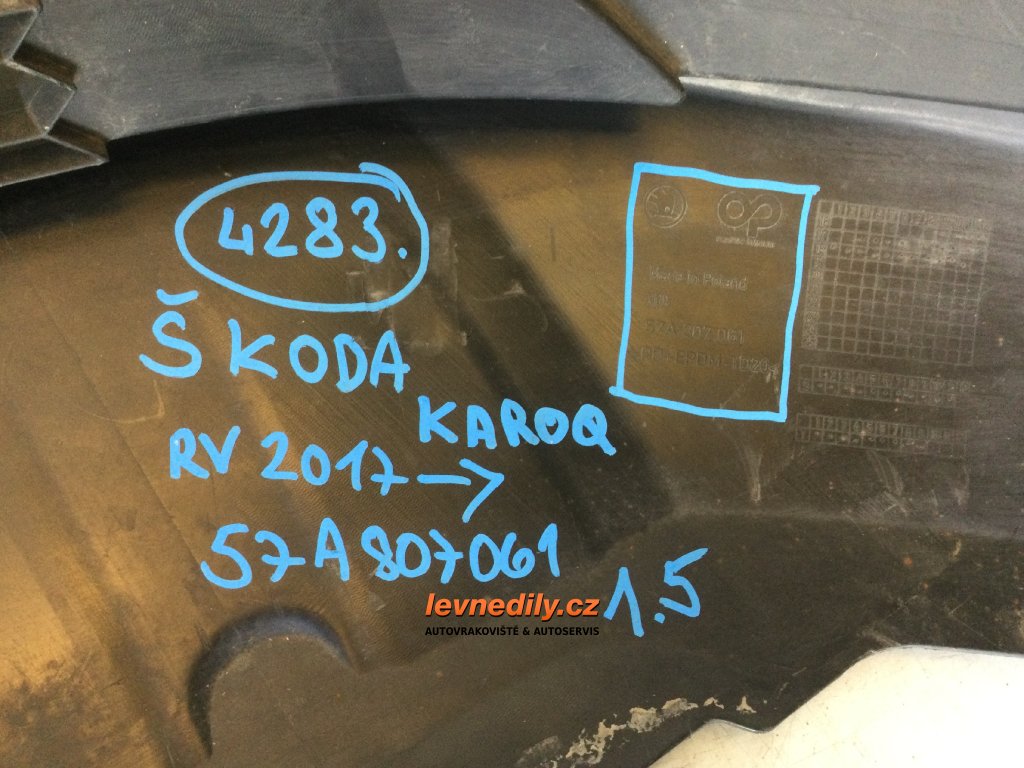 4283.
ŠKODA
KAROQ
RV 2017 →
57A807061
1.5
levnedily.cz
AUTOVRAKOVIŠTĚ & AUTOSERVIS
Made in Poland
57A.807.061